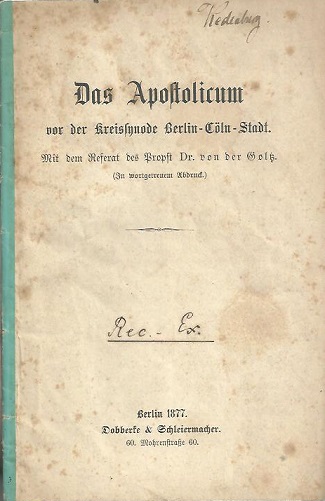 Das Apostolicum
vor der Kreissynode Berlin-Cöln-Stadt.
Mit dem Referat des Propst Dr. von der Goltz.
(In wortgetreuem Abdruck.)
Rec.- Ex.
Berlin 1877.
Dobberke & Schleiermacher.
60. Mohrenstraße 60.